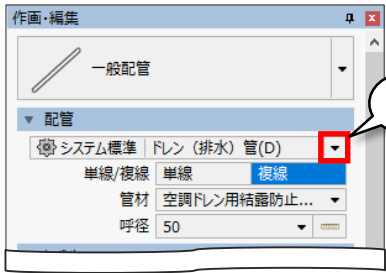 作画・編集
一般配管
配管
システム標準 ドレン（排水）管(D)
単線/複線 単線 複線
管材 空調ドレン用結露防止...
呼径 50